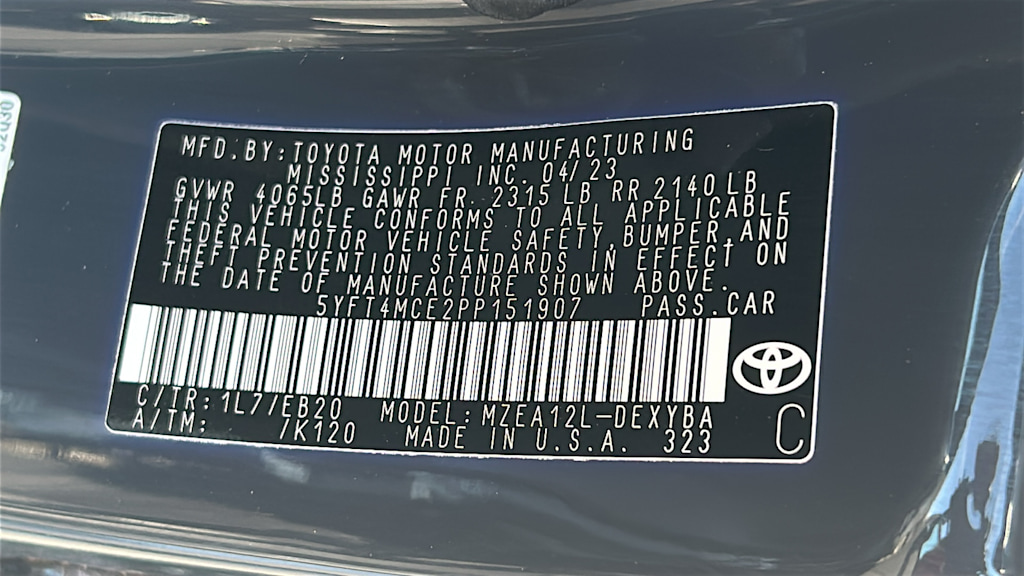 MFD.BY:TOYOTA MOTOR MANUFACTURING
MISSISSIPPI INC. 04/23
GVWR 4065LB GAWR FR. 2315 LB RR 2140 LB
THIS VEHICLE CONFORMS TO ALL APPLICABLE
FEDERAL MOTOR VEHICLE SAFETY, BUMPER, AND
THEFT PREVENTION STANDARDS IN EFFECT ON
THE DATE OF MANUFACTURE SHOWN ABOVE.
5YFT4MCE2PP151907 PASS.CAR
C/TR: 1L7/EB20 MODEL: MZEA12L-DEXYBA
A/TM: /K120 MADE IN U.S.A. 323 C